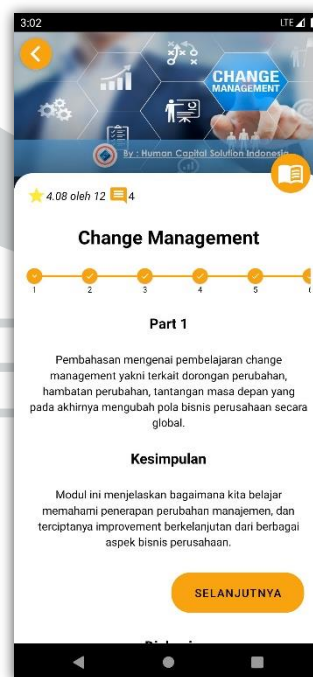 3:02
LTE
CHANGE
MANAGEMENT
By : Human Capital Solution Indonesia
4.08 oleh 12 4
Change Management
1 2 3 4 5 6
Part 1
Pembahasan mengenai pembelajaran change
management yakni terkait dorongan perubahan,
hambatan perubahan, tantangan masa depan yang
pada akhirnya mengubah pola bisnis perusahaan secara
global.
Kesimpulan
Modul ini menjelaskan bagaimana kita belajar
memahami penerapan perubahan manajemen, dan
terciptanya improvement berkelanjutan dari berbagai
aspek bisnis perusahaan.
SELANJUTNYA